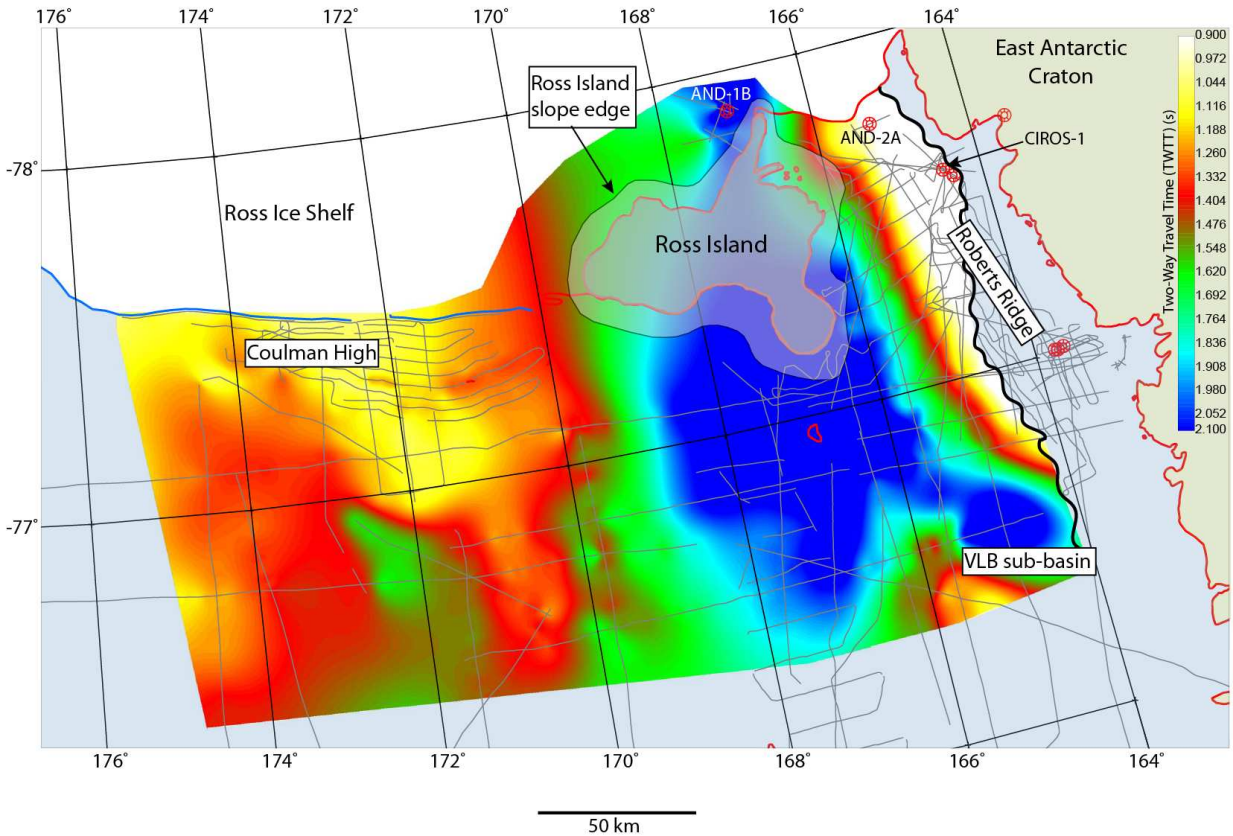 176° 174° 172° 170° 168° 166° 164°
East Antarctic
Craton
Ross Island
slope edge
AND-1B
AND-2A
CIROS-1
-78°
Ross Ice Shelf
Ross Island
Roberts Ridge
Coulman High
-77°
VLB sub-basin
Two-Way Travel Time (TWTT) (s)
0.900
0.972
1.044
1.116
1.188
1.260
1.332
1.404
1.476
1.548
1.620
1.692
1.764
1.836
1.908
1.980
2.052
2.100
176° 174° 172° 170° 168° 166° 164°
50 km